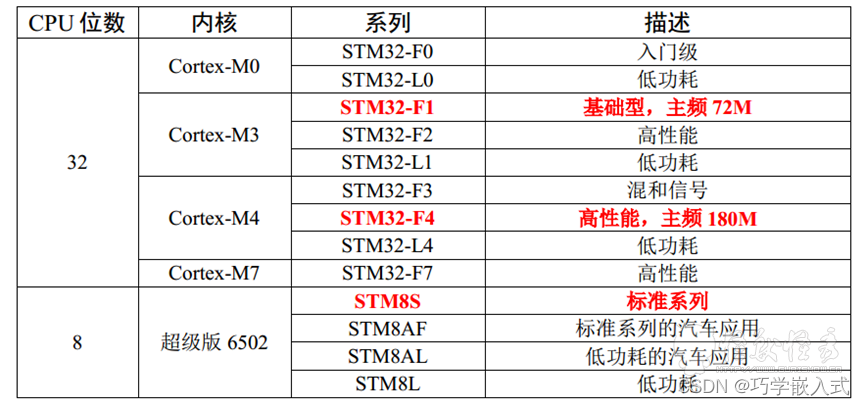 CPU 位数 内核 系列 描述
32 Cortex-M0 STM32-F0 入门级
STM32-L0 低功耗
Cortex-M3 STM32-F1 基础型，主频 72M
STM32-F2 高性能
STM32-L1 低功耗
Cortex-M4 STM32-F3 混和信号
STM32-F4 高性能，主频 180M
STM32-L4 低功耗
Cortex-M7 STM32-F7 高性能
8 超级版 6502 STM8S 标准系列
STM8AF 标准系列的汽车应用
STM8AL 低功耗的汽车应用
STM8L 低功耗
CSDN @巧学嵌入式